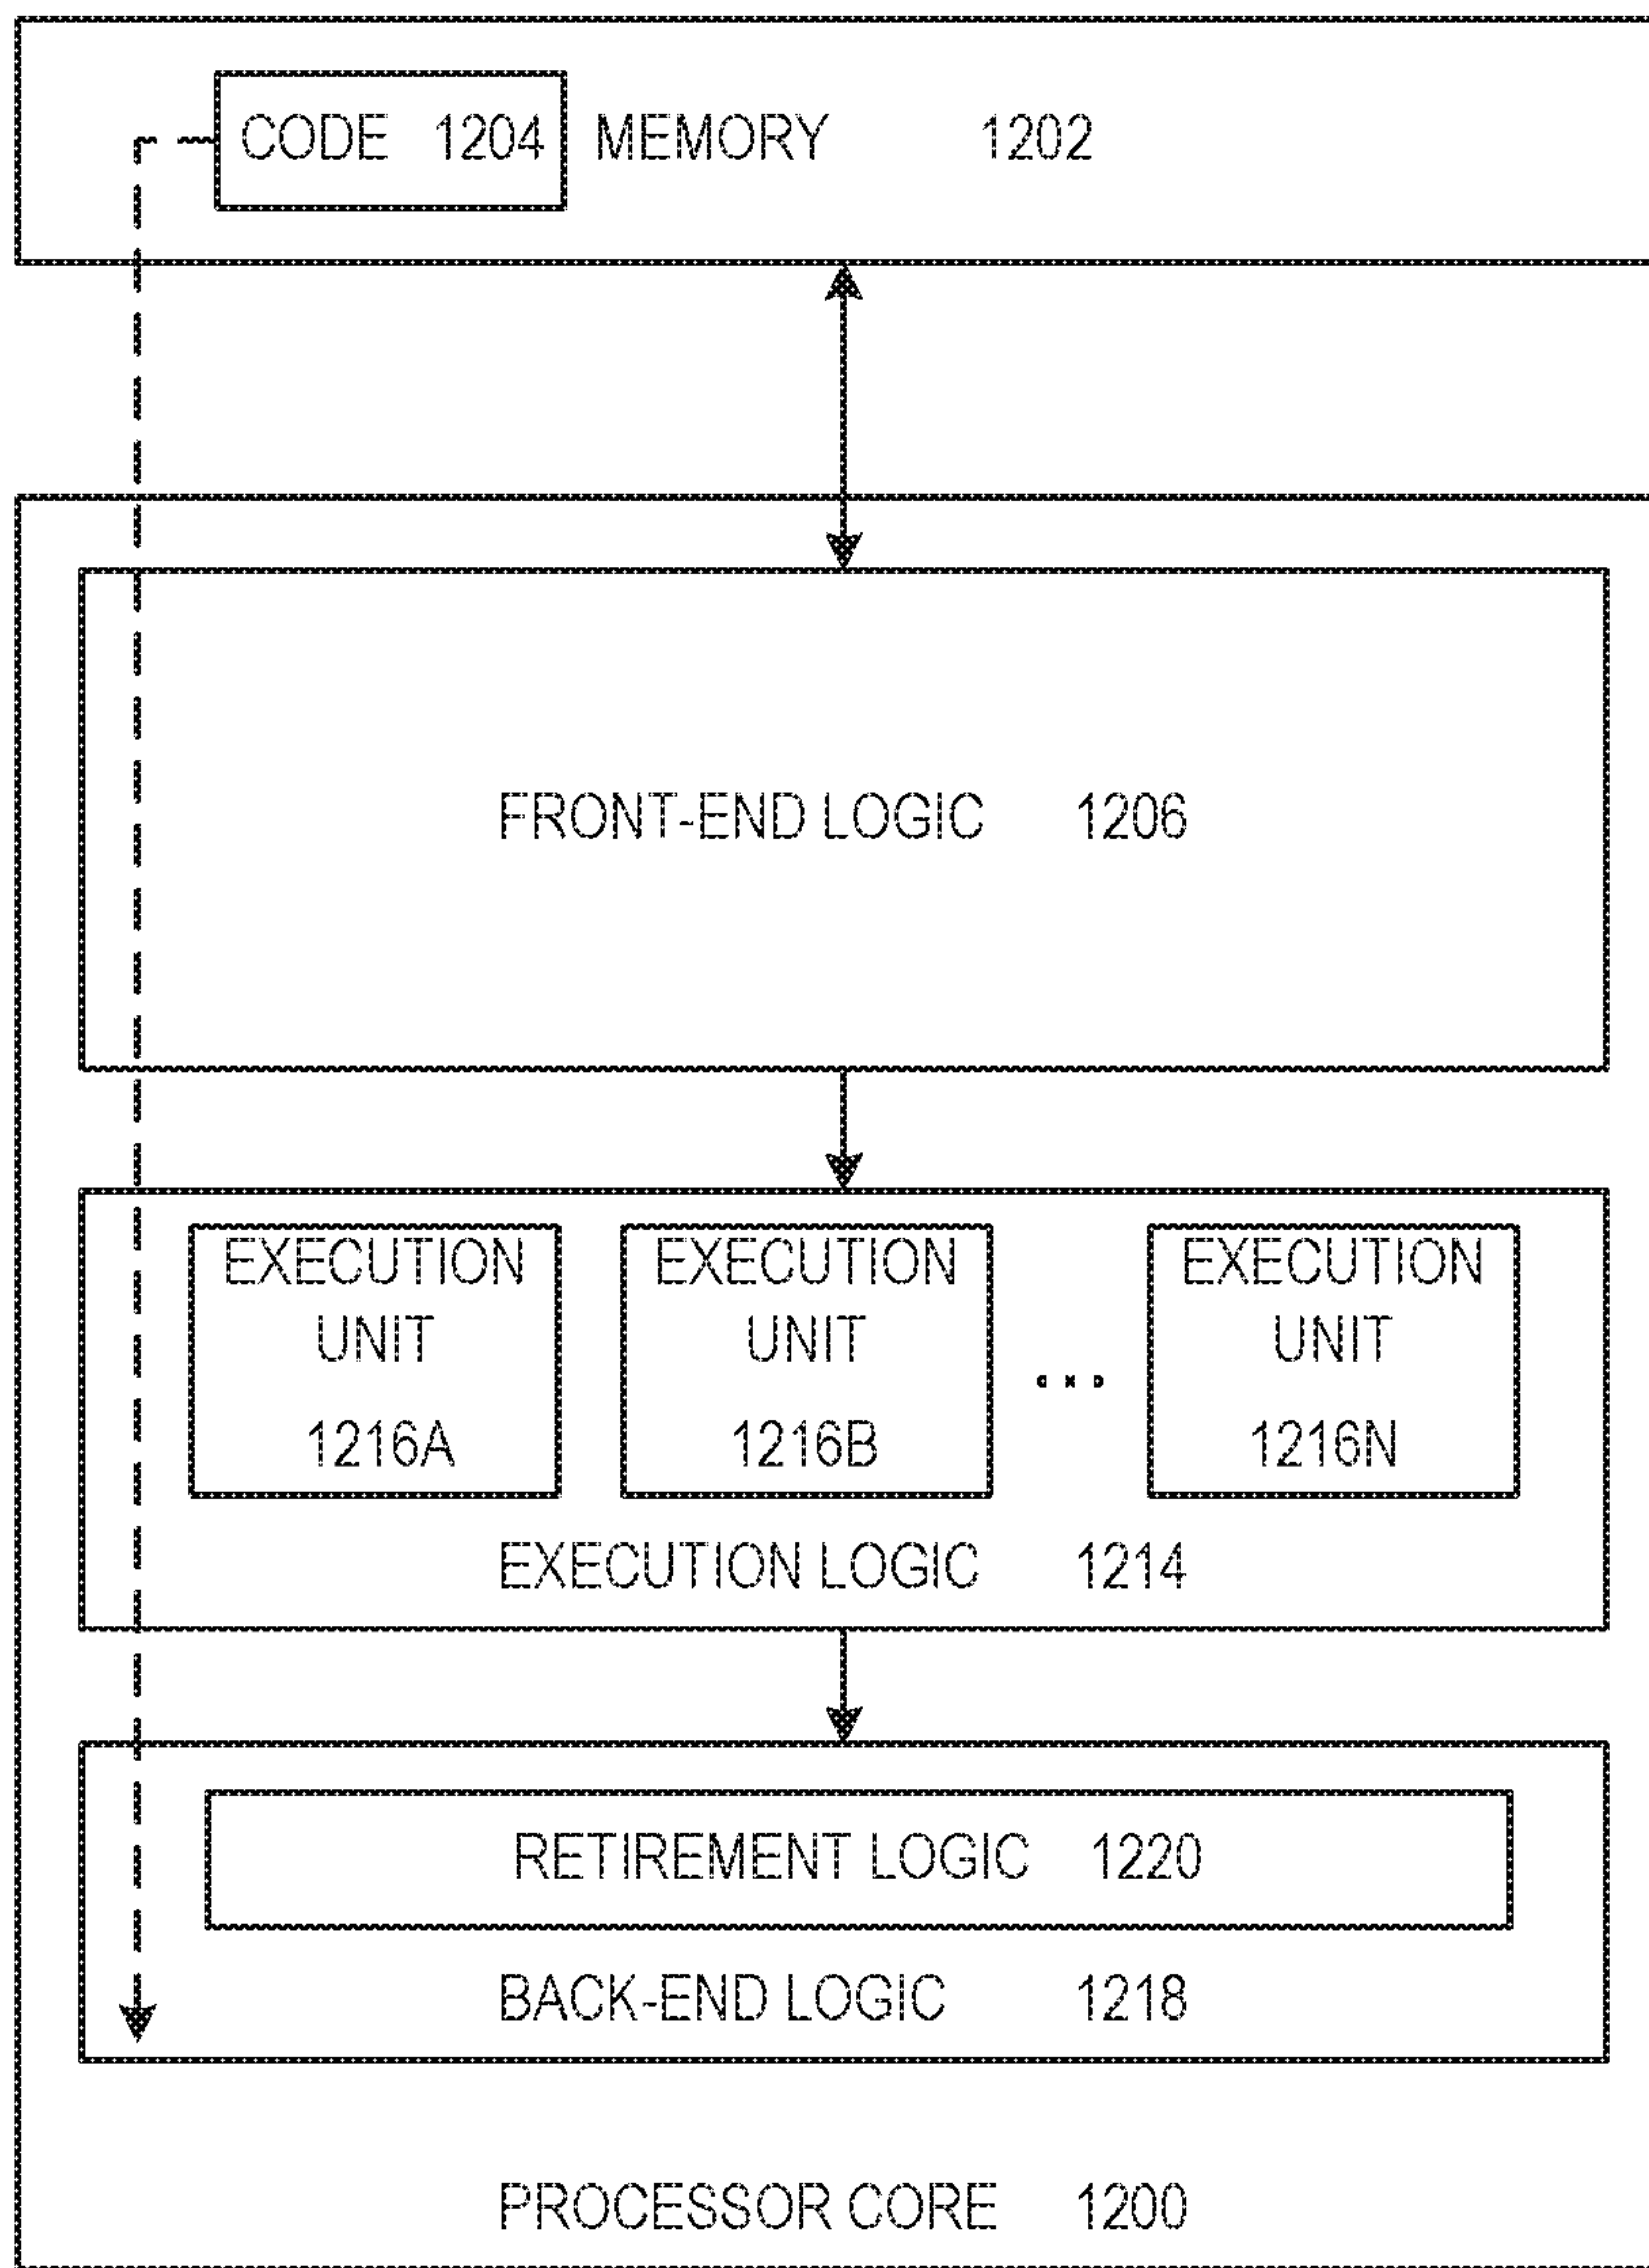 CODE 1204 MEMORY 1202
FRONT-END LOGIC 1206
EXECUTION
UNIT
1216A
EXECUTION
UNIT
1216B
...
EXECUTION
UNIT
1216N
EXECUTION LOGIC 1214
RETIREMENT LOGIC 1220
BACK-END LOGIC 1218
PROCESSOR CORE 1200